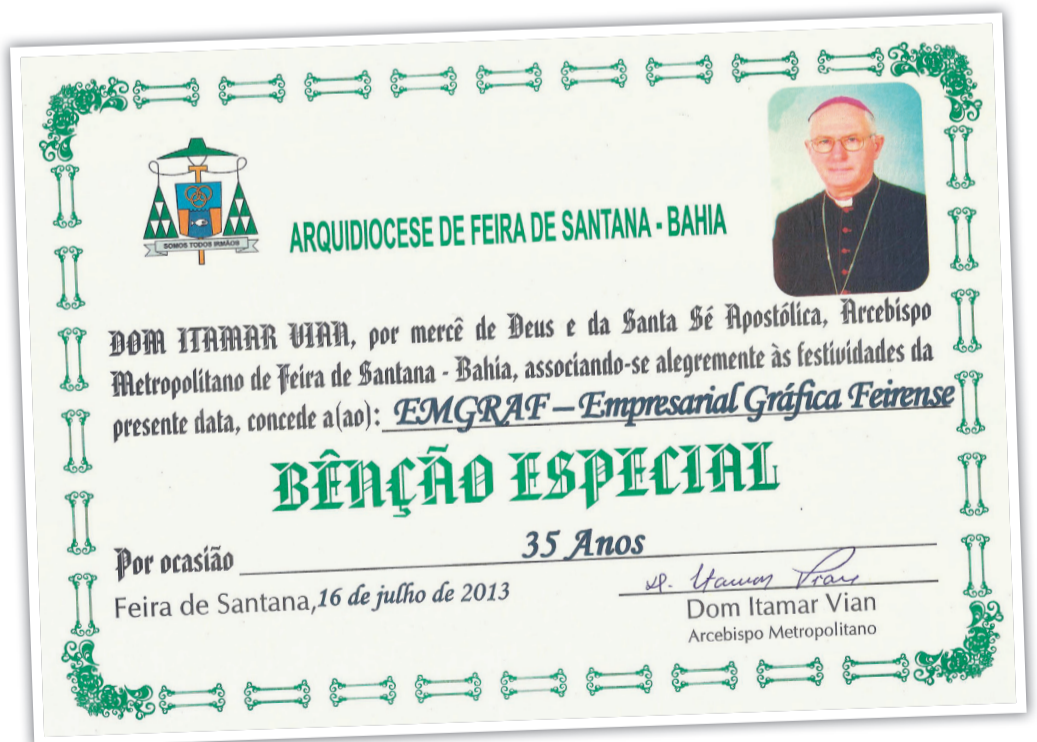 SOMOS TODOS IRMÃOS
ARQUIDIOCESE DE FEIRA DE SANTANA - BAHIA
DOM ITAMAR VIAN, por mercê de Deus e da Santa Sé Apostólica, Arcebispo
Metropolitano de Feira de Santana - Bahia, associando-se alegremente às festividades da
presente data, concede a(ao): EMGRAF – Empresarial Gráfica Feirense
BÊNÇÃO ESPECIAL
Por ocasião 35 Anos
Feira de Santana, 16 de julho de 2013
D. Itamar Vian
Dom Itamar Vian
Arcebispo Metropolitano